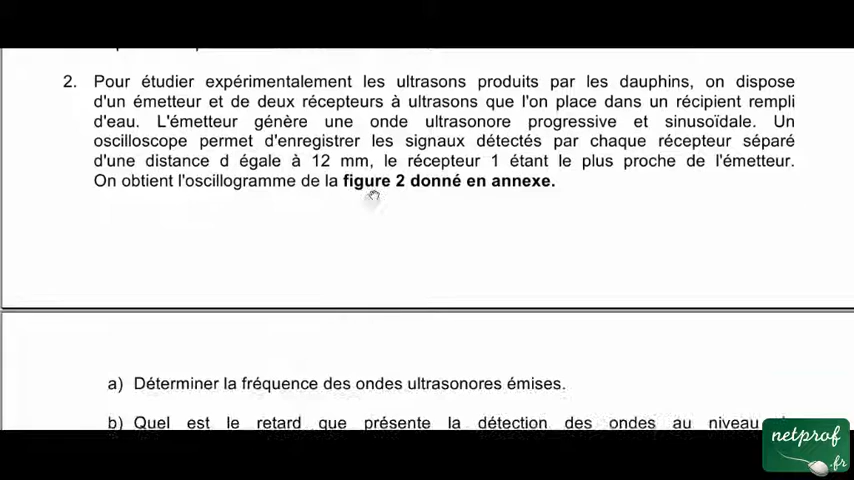 2. Pour étudier expérimentalement les ultrasons produits par les dauphins, on dispose
d'un émetteur et de deux récepteurs à ultrasons que l'on place dans un récipient rempli
d'eau. L'émetteur génère une onde ultrasonore progressive et sinusoïdale. Un
oscilloscope permet d'enregistrer les signaux détectés par chaque récepteur séparé
d'une distance d égale à 12 mm, le récepteur 1 étant le plus proche de l'émetteur.
On obtient l'oscillogramme de la figure 2 donné en annexe.
a) Déterminer la fréquence des ondes ultrasonores émises.
b) Quel est le retard que présente la détection des ondes au niveau
netprof
.fr